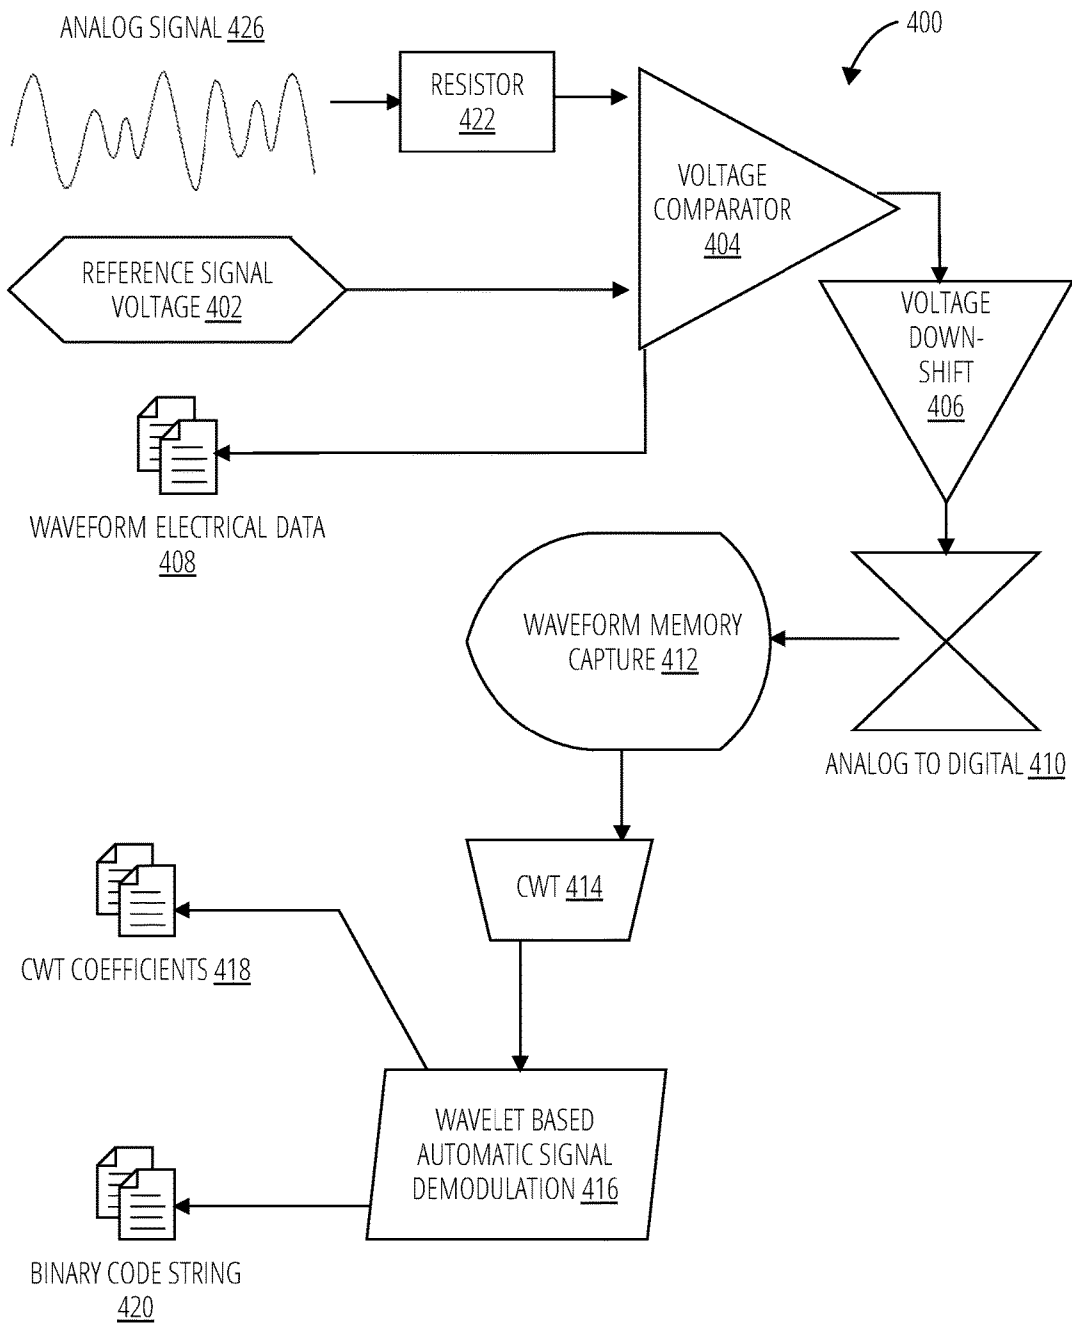 ANALOG SIGNAL 426
400
RESISTOR
422
VOLTAGE
COMPARATOR
404
REFERENCE SIGNAL
VOLTAGE 402
VOLTAGE
DOWN-
SHIFT
406
WAVEFORM ELECTRICAL DATA
408
WAVEFORM MEMORY
CAPTURE 412
ANALOG TO DIGITAL 410
CWT 414
CWT COEFFICIENTS 418
WAVELET BASED
AUTOMATIC SIGNAL
DEMODULATION 416
BINARY CODE STRING
420